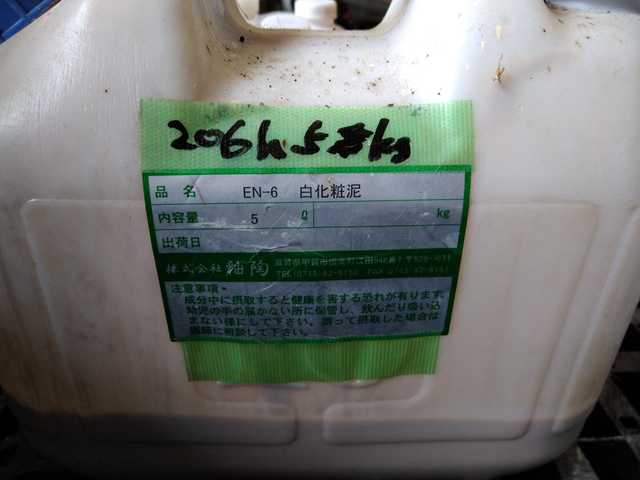 品名 EN-6 白化粧泥
内容量 5 ℓ kg
出荷日
株式会社 釉陶
注意事項・
成分中に摂取すると健康を害する恐れが有ります
幼児の手の届かない所に保管し、飲んだり吸い込
まない様にして下さい。誤って摂取した場合は
医師に相談して下さい。